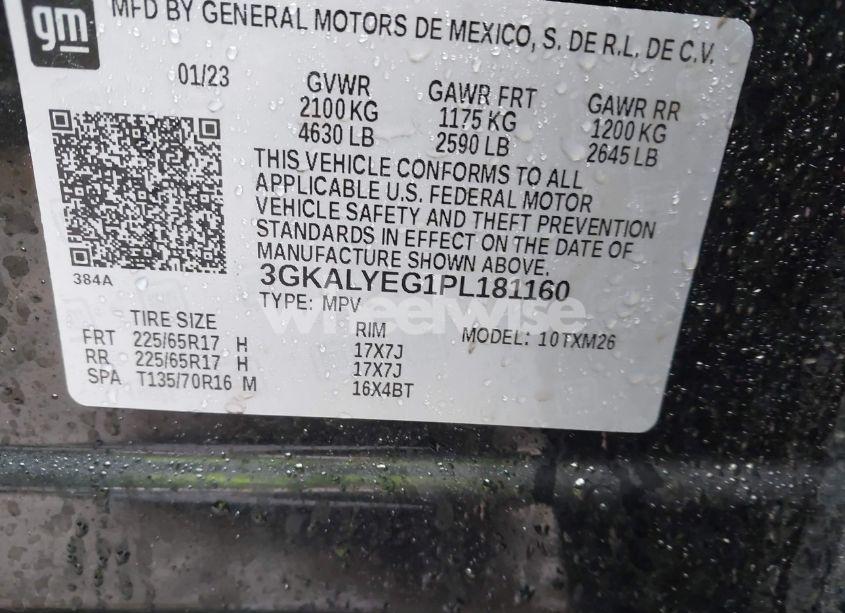 gm
MFD BY GENERAL MOTORS DE MEXICO, S. DE R.L. DE C.V.
01/23
GVWR
2100 KG
4630 LB
GAWR FRT
1175 KG
2590 LB
GAWR RR
1200 KG
2645 LB
THIS VEHICLE CONFORMS TO ALL
APPLICABLE U.S. FEDERAL MOTOR
VEHICLE SAFETY AND THEFT PREVENTION
STANDARDS IN EFFECT ON THE DATE OF
MANUFACTURE SHOWN ABOVE.
384A
3GKALYEG1PL181160
TYPE: MPV
wheelwise
TIRE SIZE
RIM
MODEL: 10TXM26
FRT 225/65R17 H 17X7J
RR 225/65R17 H 17X7J
SPA T135/70R16 M 16X4BT